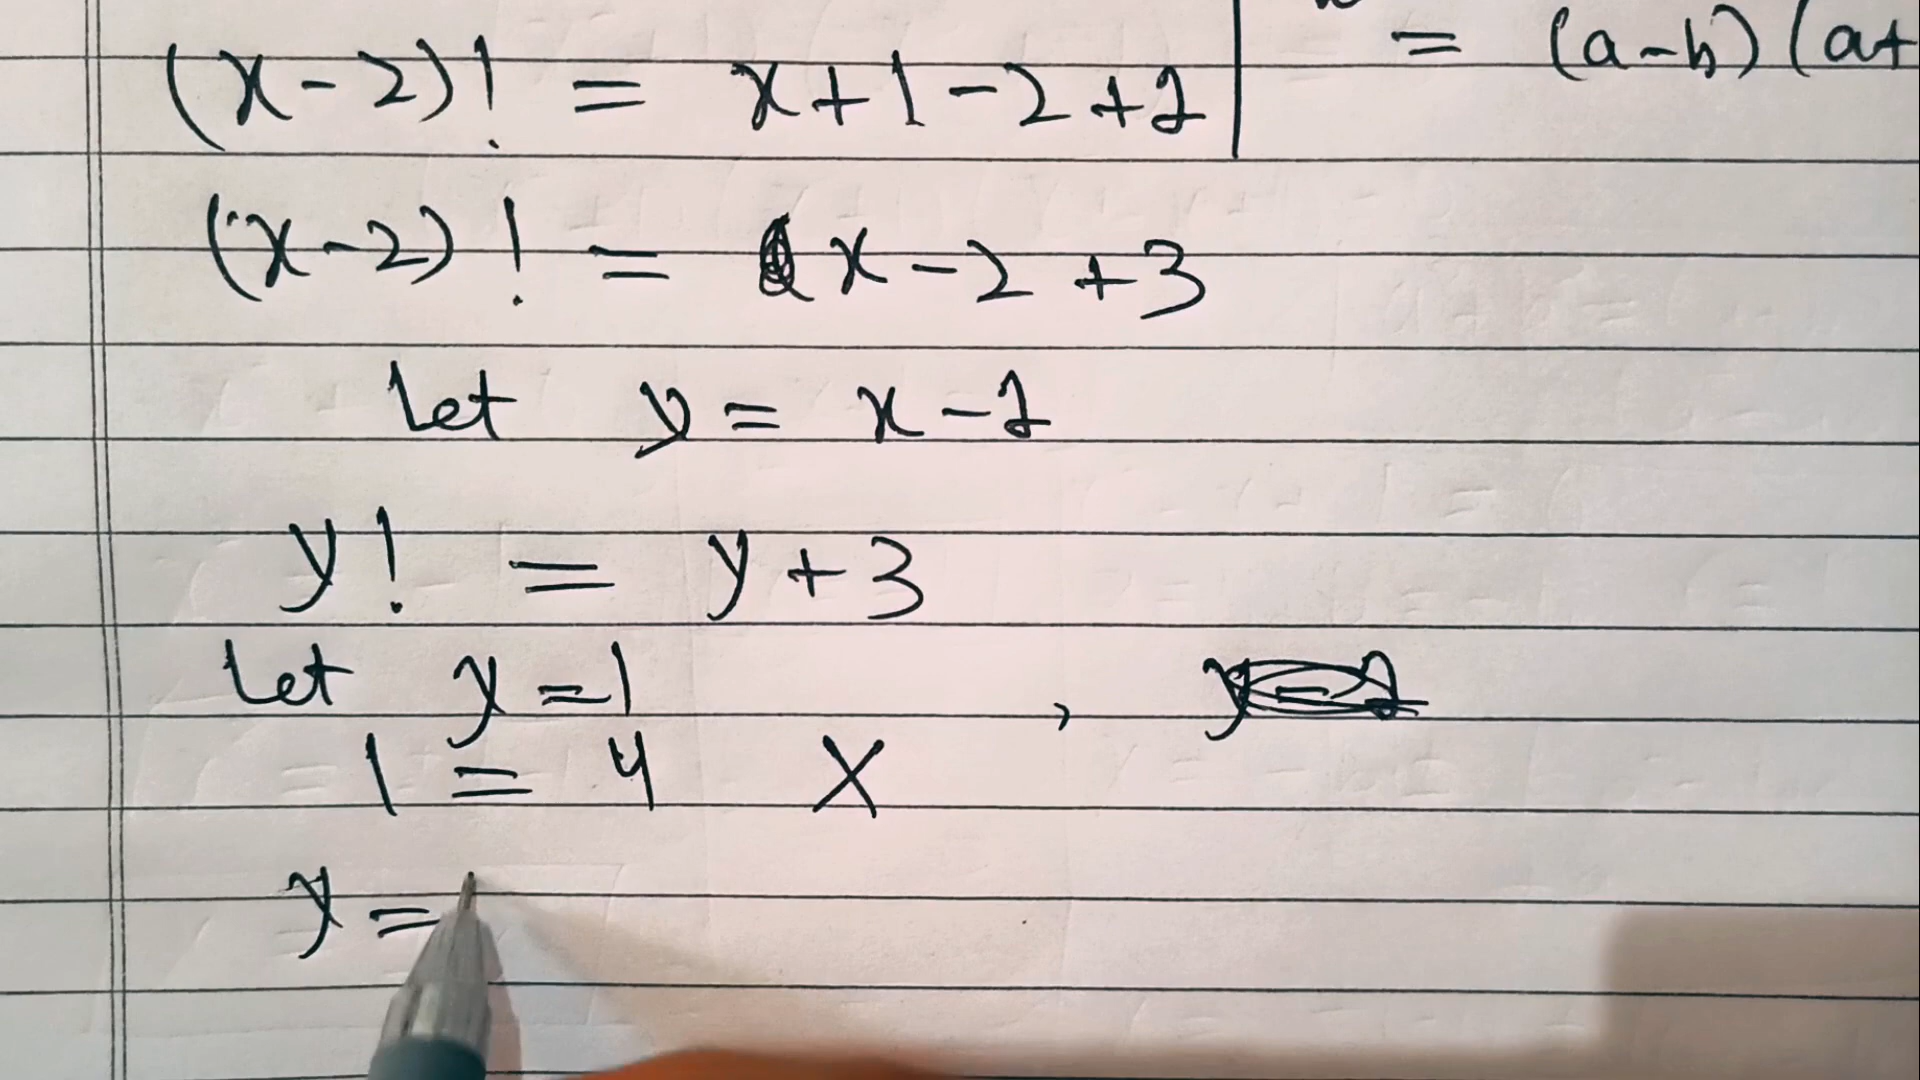 = (a-b) (a+
(x-2)! = x+1-2+2
(x-2)! = x-2+3
Let y = x-2
y! = y+3
Let y=1 ,
1 = 4 X
y =